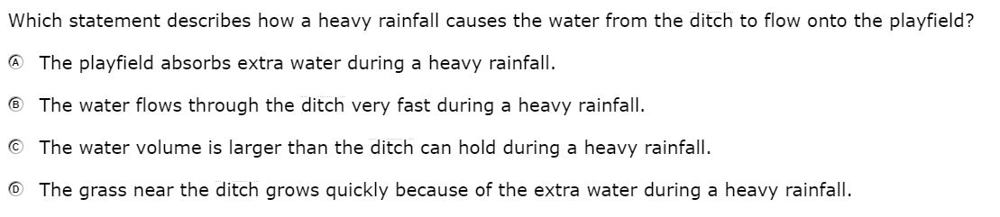 Which statement describes how a heavy rainfall causes the water from the ditch to flow onto the playfield?
Ⓐ The playfield absorbs extra water during a heavy rainfall.
Ⓑ The water flows through the ditch very fast during a heavy rainfall.
Ⓒ The water volume is larger than the ditch can hold during a heavy rainfall.
Ⓓ The grass near the ditch grows quickly because of the extra water during a heavy rainfall.